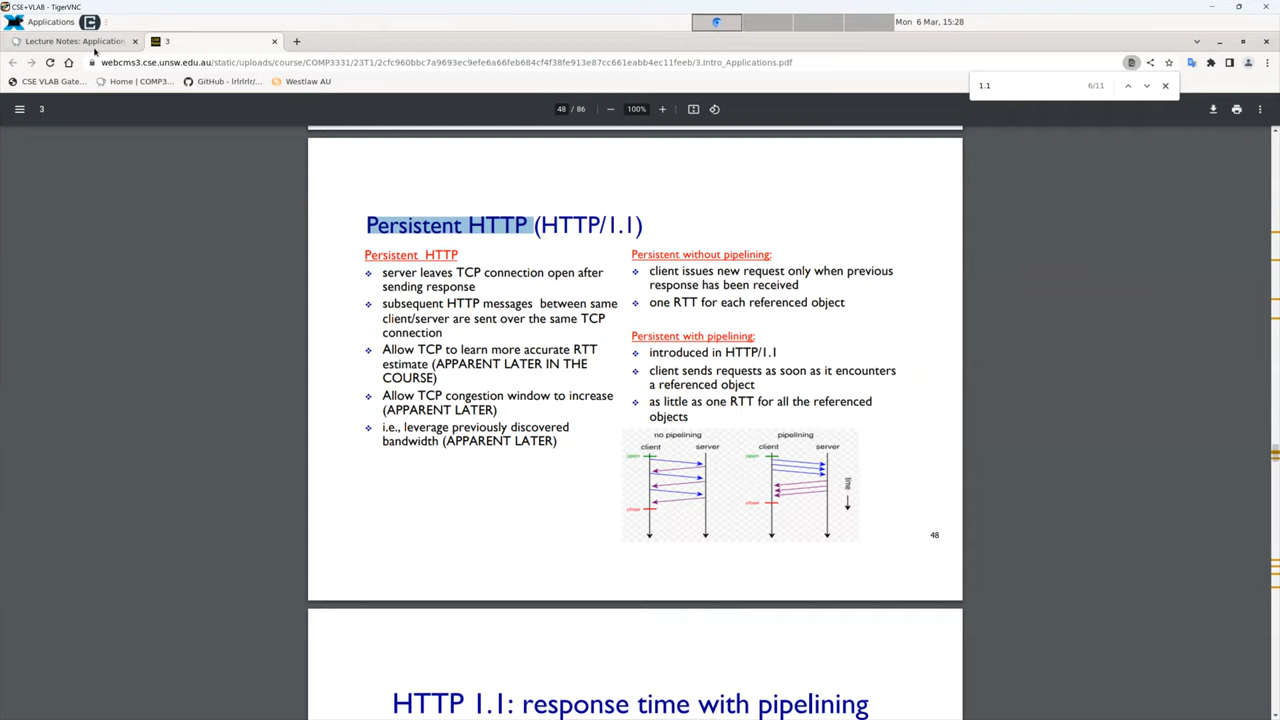 CSE+VLAB - TigerVNC
Applications
Mon 6 Mar, 15:28
Lecture Notes: Application
3
webcms3.cse.unsw.edu.au/static/uploads/course/COMP3331/23T1/2cfc960bbc7a9693ec9efe6a66feb684cf4f38fe913e87cc661eabeb4ec114feeb/3.Intro_Applications.pdf
CSE VLAB Gate...
Home | COMP3...
GitHub - lrlrlrlr/...
Westlaw AU
1.1
6/11
3
48 / 86
100%
Persistent HTTP (HTTP/1.1)
Persistent HTTP
server leaves TCP connection open after
sending response
subsequent HTTP messages between same
client/server are sent over the same TCP
connection
Allow TCP to learn more accurate RTT
estimate (APPARENT LATER IN THE
COURSE)
Allow TCP congestion window to increase
(APPARENT LATER)
i.e., leverage previously discovered
bandwidth (APPARENT LATER)
Persistent without pipelining:
client issues new request only when previous
response has been received
one RTT for each referenced object
Persistent with pipelining:
introduced in HTTP/1.1
client sends requests as soon as it encounters
a referenced object
as little as one RTT for all the referenced
objects
no pipelining
pipelining
client
server
client
server
open
open
time
close
close
48
HTTP 1.1: response time with pipelining